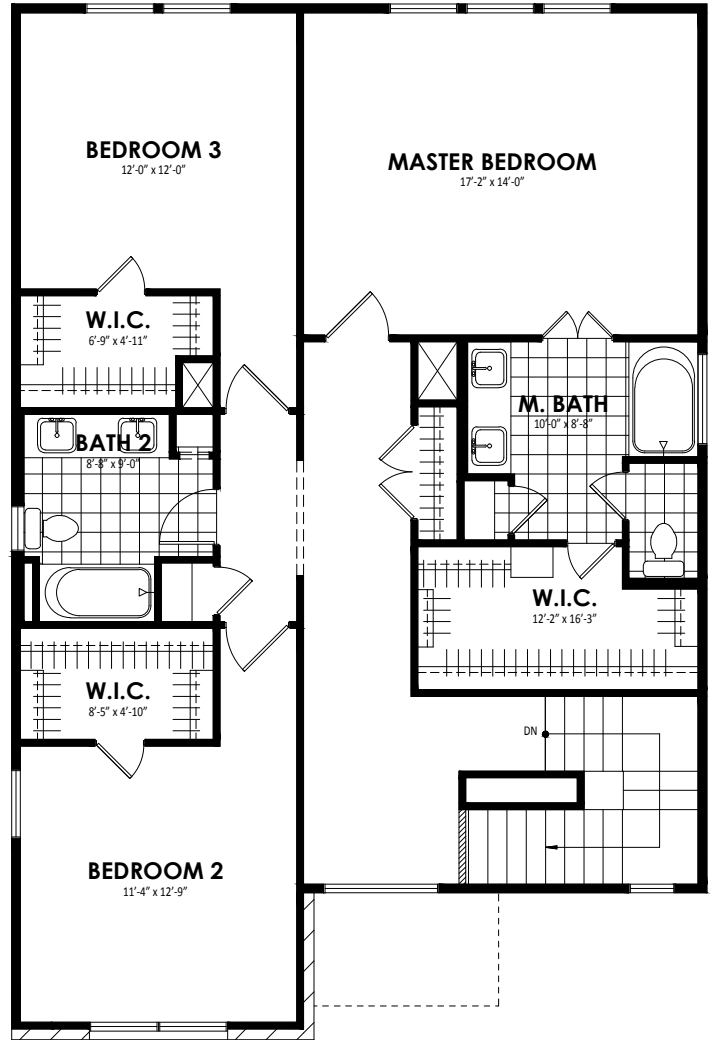 BEDROOM 3
12'-0" x 12'-0"
MASTER BEDROOM
17'-2" x 14'-0"
W.I.C.
6'-9" x 4'-11"
M. BATH
10'-0" x 8'-8"
BATH 2
8'-8" x 9'-0"
W.I.C.
12'-2" x 16'-3"
W.I.C.
8'-5" x 4'-10"
DN
BEDROOM 2
11'-4" x 12'-9"